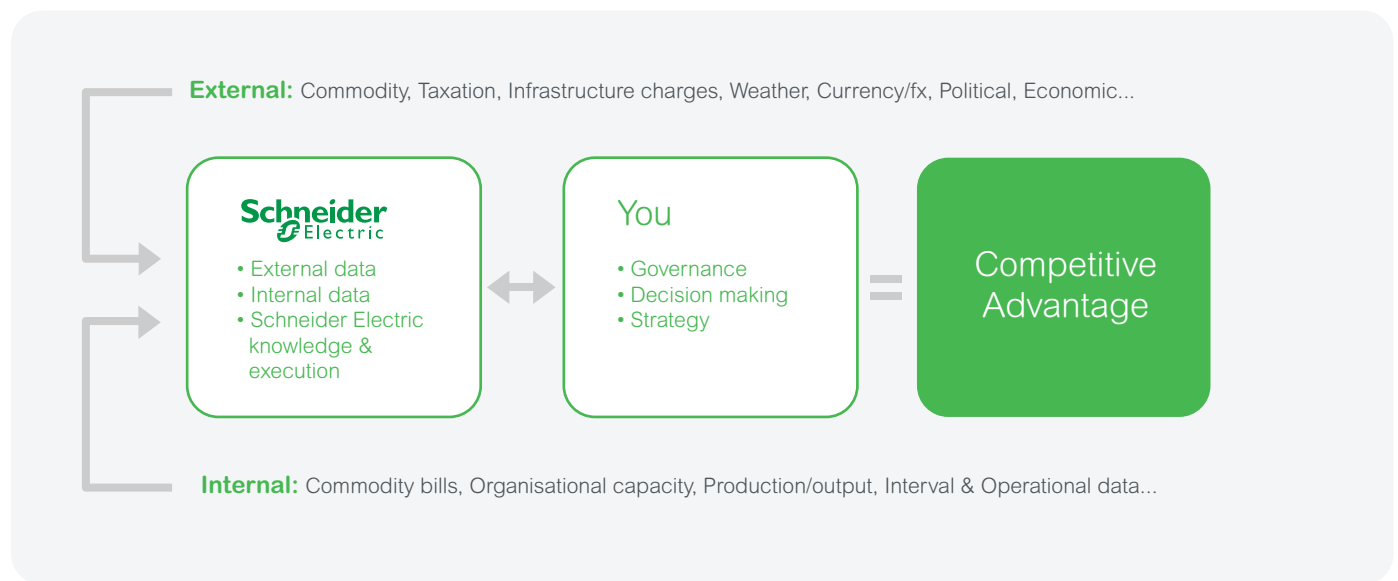 External: Commodity, Taxation, Infrastructure charges, Weather, Currency/fx, Political, Economic...
Schneider
Electric
• External data
• Internal data
• Schneider Electric
knowledge &
execution
You
• Governance
• Decision making
• Strategy
=
Competitive
Advantage
Internal: Commodity bills, Organisational capacity, Production/output, Interval & Operational data...